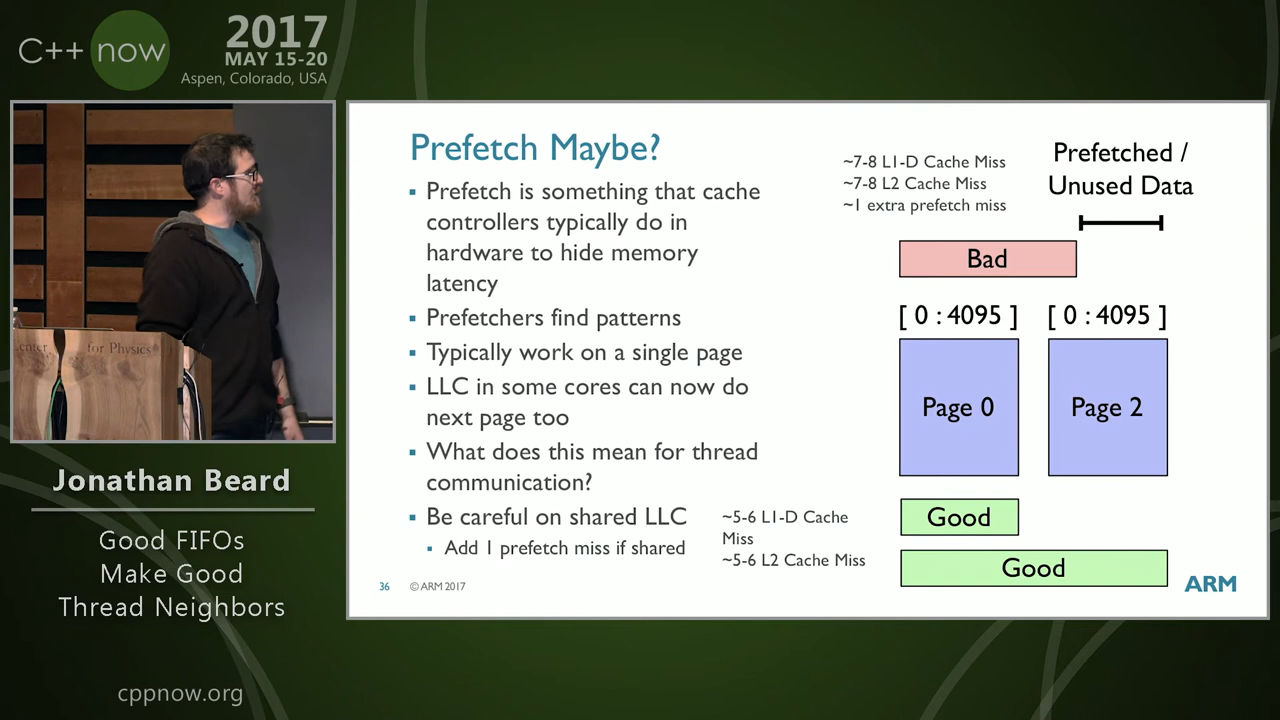 C++ now
2017
MAY 15-20
Aspen, Colorado, USA
for Physics
Jonathan Beard
Good FIFOs
Make Good
Thread Neighbors
cppnow.org
Prefetch Maybe?
▪ Prefetch is something that cache
controllers typically do in
hardware to hide memory
latency
▪ Prefetchers find patterns
▪ Typically work on a single page
▪ LLC in some cores can now do
next page too
▪ What does this mean for thread
communication?
▪ Be careful on shared LLC
▪ Add 1 prefetch miss if shared
~7-8 L1-D Cache Miss
~7-8 L2 Cache Miss
~1 extra prefetch miss
Prefetched /
Unused Data
Bad
[ 0 : 4095 ] [ 0 : 4095 ]
Page 0 Page 2
~5-6 L1-D Cache
Miss
~5-6 L2 Cache Miss
Good
Good
36 © ARM 2017
ARM